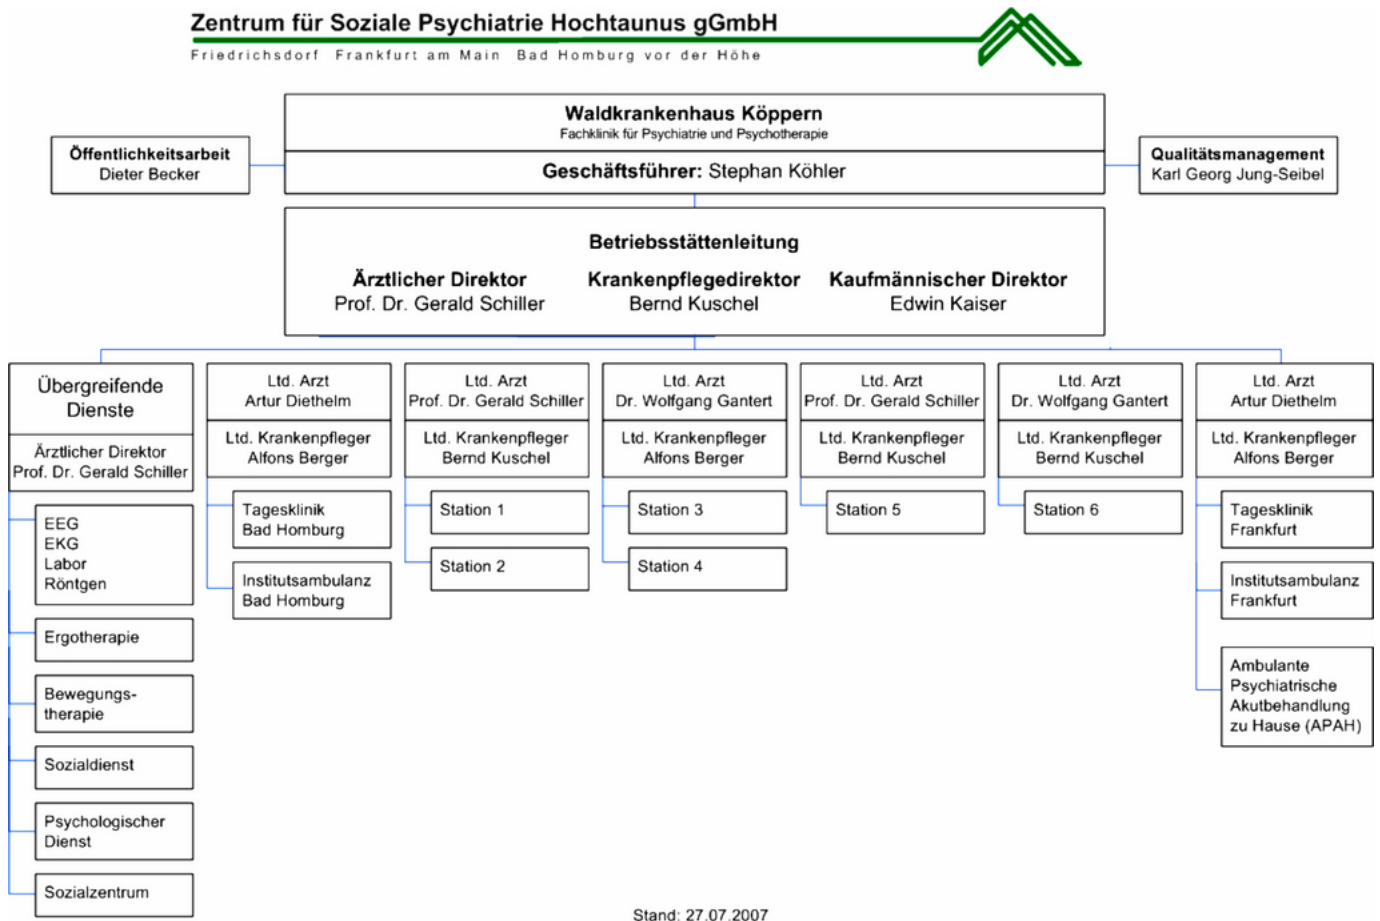 Zentrum für Soziale Psychiatrie Hochtaunus gGmbH
Friedrichsdorf Frankfurt am Main Bad Homburg vor der Höhe
Waldkrankenhaus Köppern
Fachklinik für Psychiatrie und Psychotherapie
Geschäftsführer: Stephan Köhler
Öffentlichkeitsarbeit
Dieter Becker
Qualitätsmanagement
Karl Georg Jung-Seibel
Betriebsstättenleitung
Ärztlicher Direktor
Prof. Dr. Gerald Schiller
Krankenpflegedirektor
Bernd Kuschel
Kaufmännischer Direktor
Edwin Kaiser
Übergreifende
Dienste
Ärztlicher Direktor
Prof. Dr. Gerald Schiller
EEG
EKG
Labor
Röntgen
Ergotherapie
Bewegungs-
therapie
Sozialdienst
Psychologischer
Dienst
Sozialzentrum
Ltd. Arzt
Artur Diethelm
Ltd. Krankenpfleger
Alfons Berger
Tagesklinik
Bad Homburg
Institutsambulanz
Bad Homburg
Ltd. Arzt
Prof. Dr. Gerald Schiller
Ltd. Krankenpfleger
Bernd Kuschel
Station 1
Station 2
Ltd. Arzt
Dr. Wolfgang Gantert
Ltd. Krankenpfleger
Alfons Berger
Station 3
Station 4
Ltd. Arzt
Prof. Dr. Gerald Schiller
Ltd. Krankenpfleger
Bernd Kuschel
Station 5
Ltd. Arzt
Dr. Wolfgang Gantert
Ltd. Krankenpfleger
Bernd Kuschel
Station 6
Ltd. Arzt
Artur Diethelm
Ltd. Krankenpfleger
Alfons Berger
Tagesklinik
Frankfurt
Institutsambulanz
Frankfurt
Ambulante
Psychiatrische
Akutbehandlung
zu Hause (APAH)
Stand: 27.07.2007